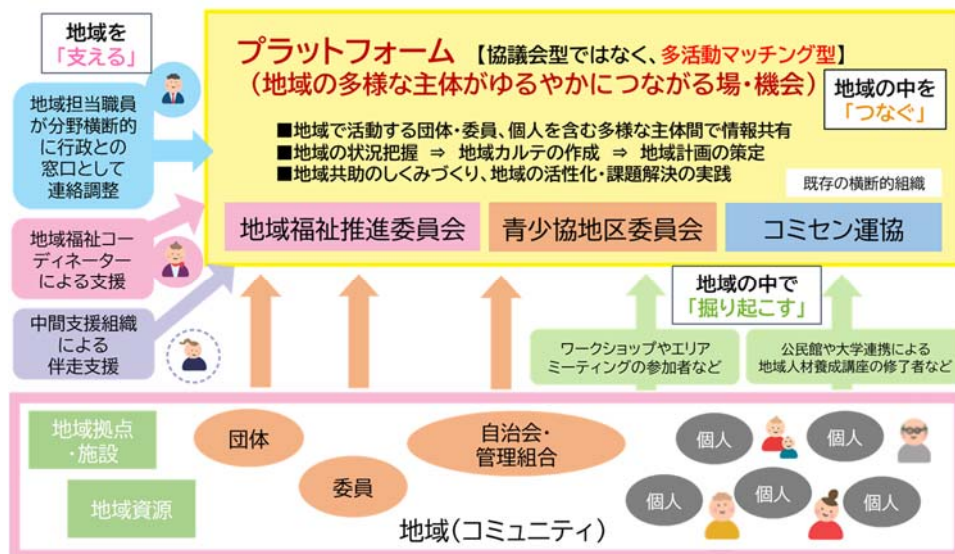 地域を
「支える」
プラットフォーム 【協議会型ではなく、多活動マッチング型】
(地域の多様な主体がゆるやかにつながる場・機会)
地域の中を
「つなぐ」
地域担当職員
が分野横断的
に行政との
窓口として
連絡調整
■地域で活動する団体・委員、個人を含む多様な主体間で情報共有
■地域の状況把握 ⇒ 地域カルテの作成 ⇒ 地域計画の策定
■地域共助のしくみづくり、地域の活性化・課題解決の実践
既存の横断的組織
地域福祉推進委員会
青少協地区委員会
コミセン運協
地域福祉コー
ディネーター
による支援
中間支援組織
による
伴走支援
地域の中で
「掘り起こす」
ワークショップやエリア
ミーティングの参加者など
公民館や大学連携による
地域人材養成講座の修了者など
地域拠点
・施設
地域資源
団体
委員
自治会・
管理組合
個人
個人
個人
個人
個人
地域(コミュニティ)